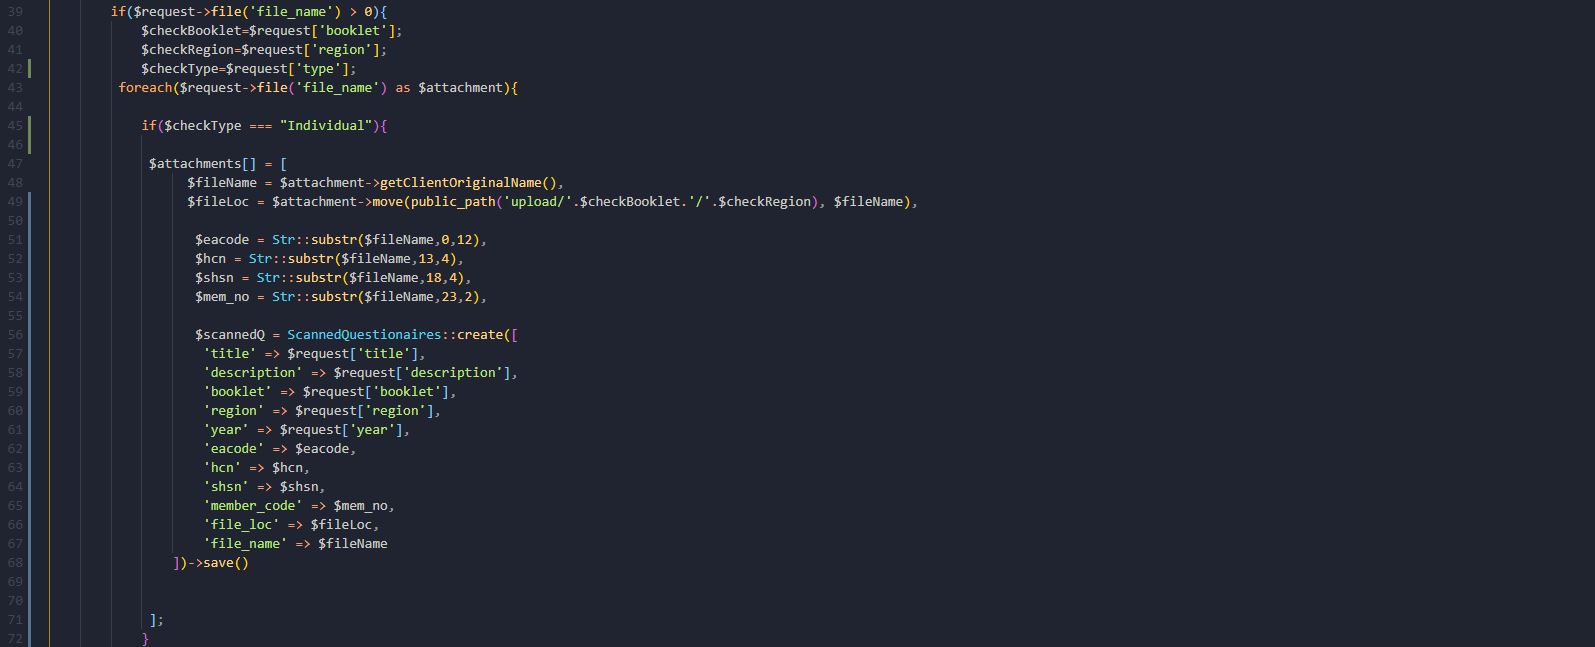 39 if($request->file('file_name') > 0){
40 $checkBooklet=$request['booklet'];
41 $checkRegion=$request['region'];
42 $checkType=$request['type'];
43 foreach($request->file('file_name') as $attachment){
44
45 if($checkType === "Individual"){
46
47 $attachments[] = [
48 $fileName = $attachment->getClientOriginalName(),
49 $fileLoc = $attachment->move(public_path('upload/'.$checkBooklet.'/'.$checkRegion), $fileName),
50
51 $eacode = Str::substr($fileName,0,12),
52 $hcn = Str::substr($fileName,13,4),
53 $shsn = Str::substr($fileName,18,4),
54 $mem_no = Str::substr($fileName,23,2),
55
56 $scannedQ = ScannedQuestionaires::create([
57 'title' => $request['title'],
58 'description' => $request['description'],
59 'booklet' => $request['booklet'],
60 'region' => $request['region'],
61 'year' => $request['year'],
62 'eacode' => $eacode,
63 'hcn' => $hcn,
64 'shsn' => $shsn,
65 'member_code' => $mem_no,
66 'file_loc' => $fileLoc,
67 'file_name' => $fileName
68 ])->save()
69
70
71 ];
72 }